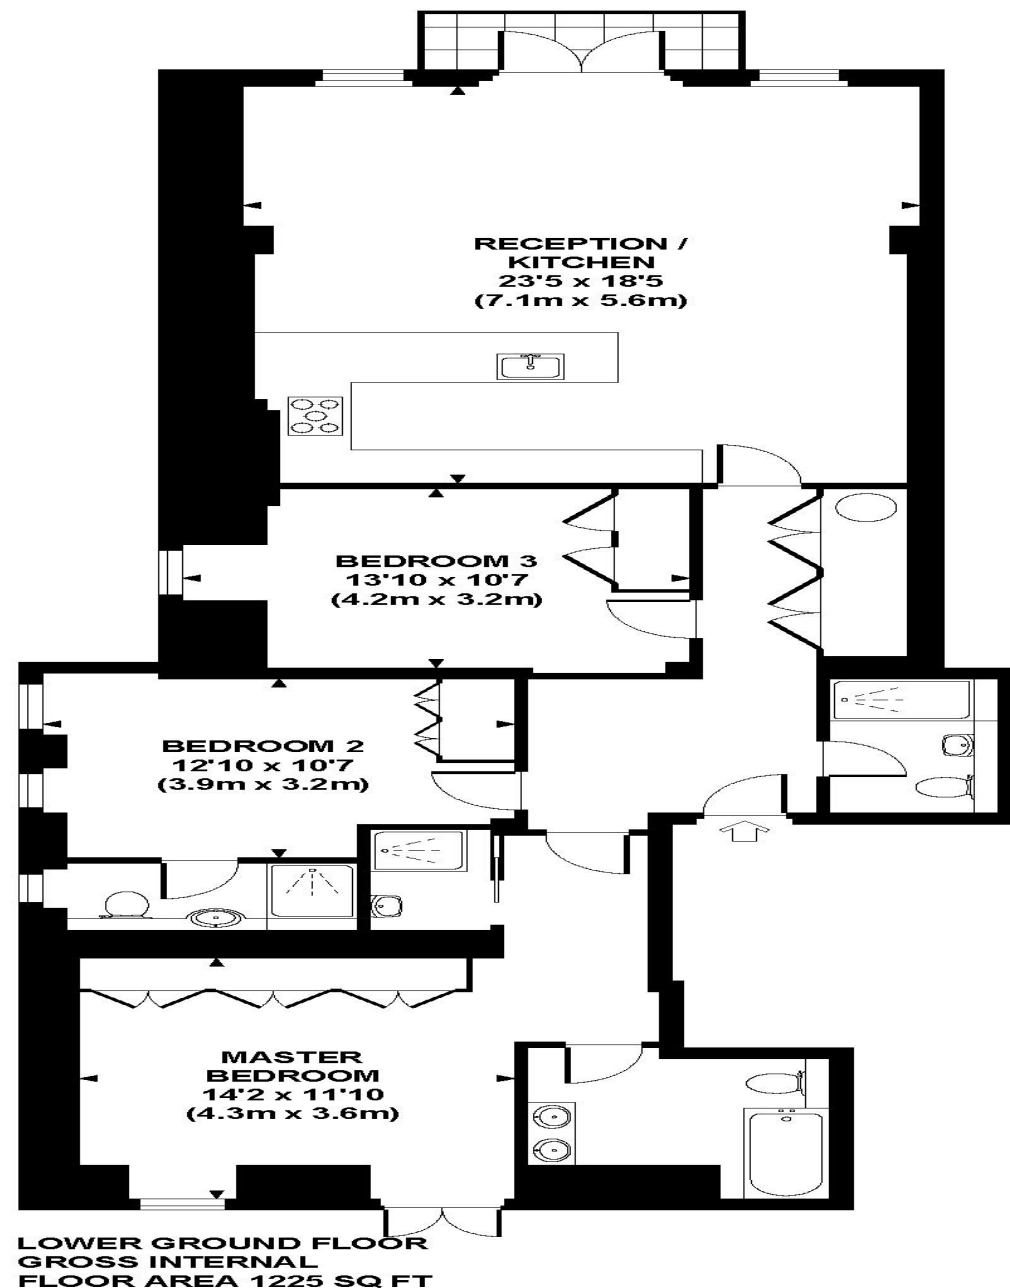 RECEPTION /
KITCHEN
23'5 x 18'5
(7.1m x 5.6m)
BEDROOM 3
13'10 x 10'7
(4.2m x 3.2m)
BEDROOM 2
12'10 x 10'7
(3.9m x 3.2m)
MASTER
BEDROOM
14'2 x 11'10
(4.3m x 3.6m)
LOWER GROUND FLOOR
GROSS INTERNAL
FLOOR AREA 1225 SQ FT